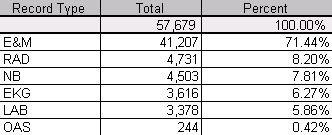 Record Type Total Percent
57,679 100.00%
E&M 41,207 71.44%
RAD 4,731 8.20%
NB 4,503 7.81%
EKG 3,616 6.27%
LAB 3,378 5.86%
OAS 244 0.42%